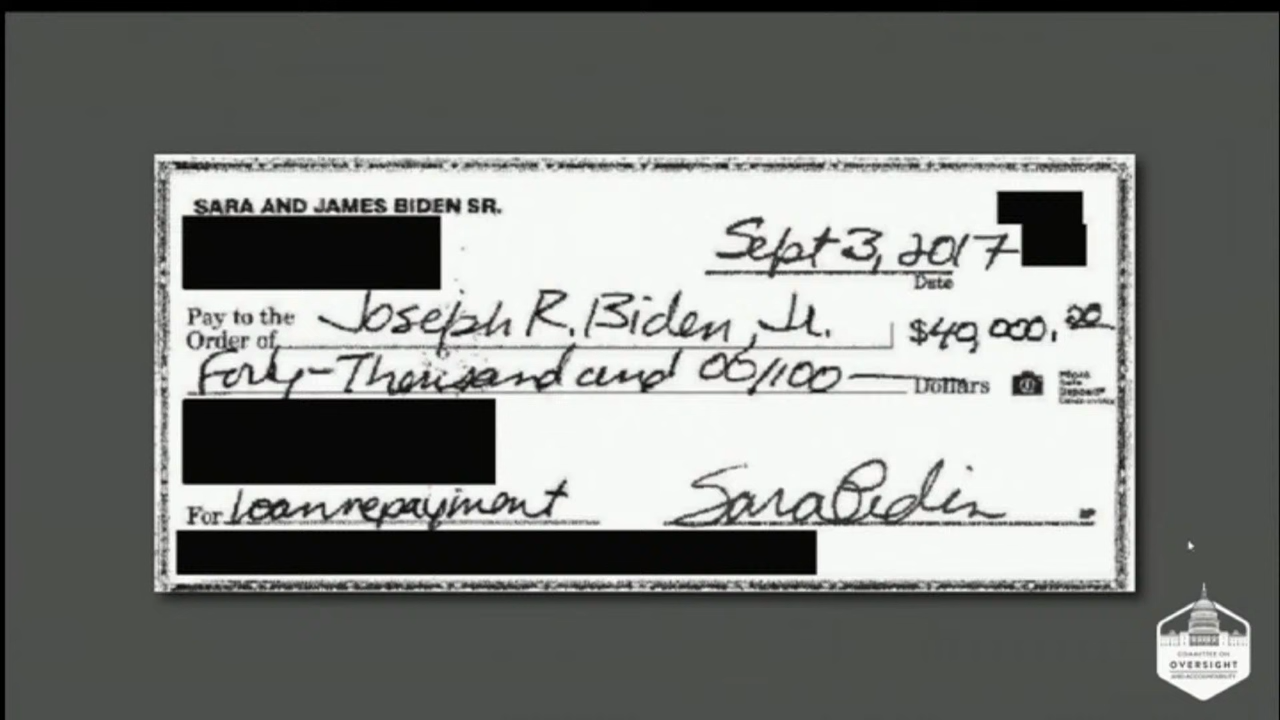 SARA AND JAMES BIDEN SR.
Sept 3, 2017
Date
Pay to the
Order of Joseph R. Biden, Jr. $40,000.00
Forty-Thousand and 00/100 Dollars
For loan repayment Sara Biden
COMMITTEE ON
OVERSIGHT
AND ACCOUNTABILITY